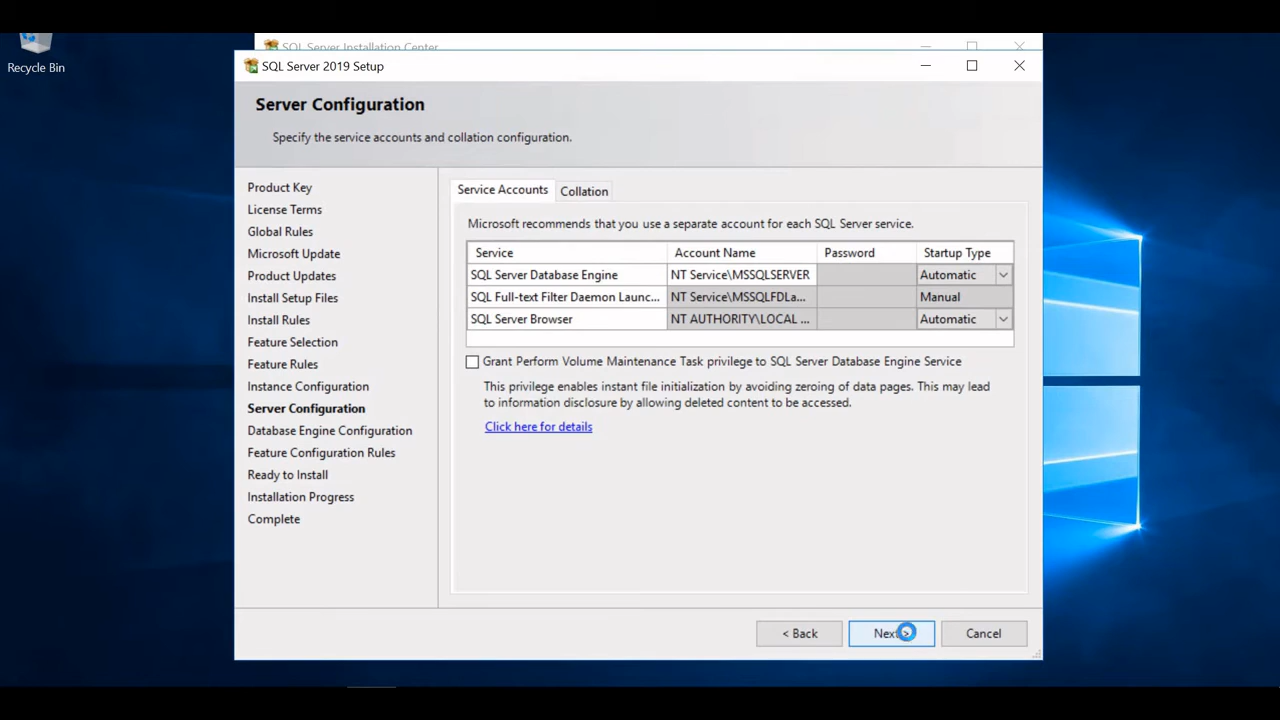 Recycle Bin
SQL Server Installation Center
SQL Server 2019 Setup
Server Configuration
Specify the service accounts and collation configuration.
Product Key
License Terms
Global Rules
Microsoft Update
Product Updates
Install Setup Files
Install Rules
Feature Selection
Feature Rules
Instance Configuration
Server Configuration
Database Engine Configuration
Feature Configuration Rules
Ready to Install
Installation Progress
Complete
Service Accounts Collation
Microsoft recommends that you use a separate account for each SQL Server service.
Service Account Name Password Startup Type
SQL Server Database Engine NT Service\MSSQLSERVER Automatic
SQL Full-text Filter Daemon Launc... NT Service\MSSQLFDLa... Manual
SQL Server Browser NT AUTHORITY\LOCAL ... Automatic
Grant Perform Volume Maintenance Task privilege to SQL Server Database Engine Service
This privilege enables instant file initialization by avoiding zeroing of data pages. This may lead
to information disclosure by allowing deleted content to be accessed.
Click here for details
< Back Next > Cancel